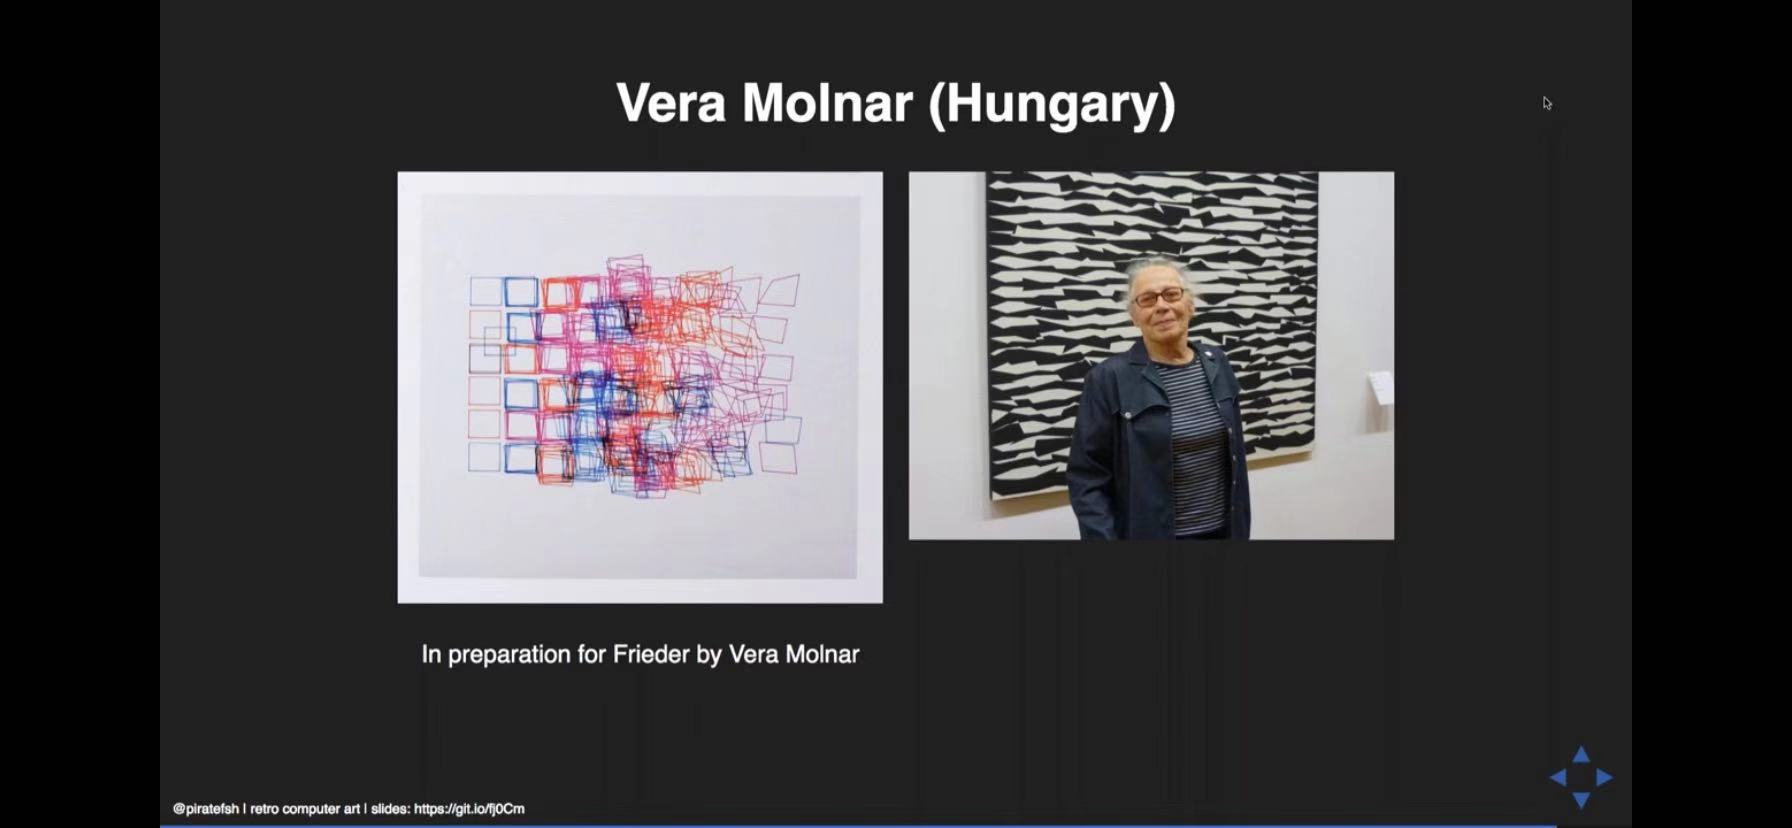 Vera Molnar (Hungary)
In preparation for Frieder by Vera Molnar
@piratefsh | retro computer art | slides: https://git.io/fj0Cm